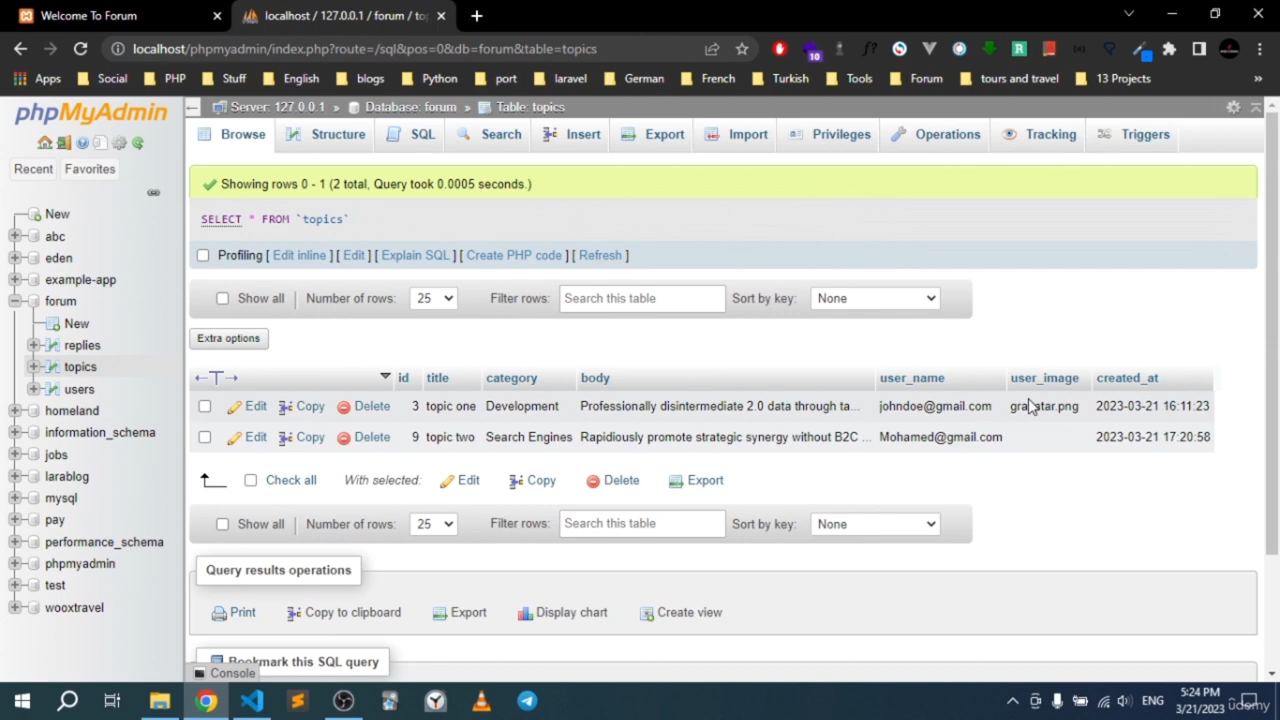 Welcome To Forum
localhost / 127.0.0.1 / forum / to
localhost/phpmyadmin/index.php?route=/sql&pos=0&db=forum&table=topics
10
Apps Social PHP Stuff English blogs Python port laravel German French Turkish Tools Forum tours and travel 13 Projects »
phpMyAdmin
Recent Favorites
New
abc
eden
example-app
forum
New
replies
topics
users
homeland
information_schema
jobs
larablog
mysql
pay
performance_schema
phpmyadmin
test
wooxtravel
Server: 127.0.0.1 » Database: forum » Table: topics
Browse Structure SQL Search Insert Export Import Privileges Operations Tracking Triggers
Showing rows 0 - 1 (2 total, Query took 0.0005 seconds.)
SELECT * FROM `topics`
Profiling [ Edit inline ] [ Edit ] [ Explain SQL ] [ Create PHP code ] [ Refresh ]
Show all Number of rows: 25 Filter rows: Search this table Sort by key: None
Extra options
←T→ id title category body user_name user_image created_at
Edit Copy Delete 3 topic one Development Professionally disintermediate 2.0 data through ta... johndoe@gmail.com 2023-03-21 16:11:23
Edit Copy Delete 9 topic two Search Engines Rapidiously promote strategic synergy without B2C ... Mohamed@gmail.com 2023-03-21 17:20:58
Check all With selected: Edit Copy Delete Export
Show all Number of rows: 25 Filter rows: Search this table Sort by key: None
Query results operations
Print Copy to clipboard Export Display chart Create view
Bookmark this SQL query
Console
ENG
5:24 PM
3/21/2023
udemy